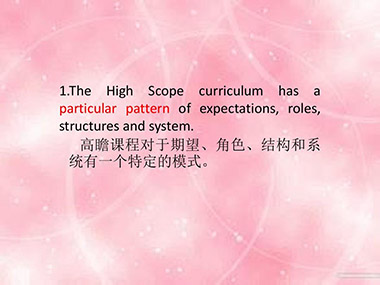 1.The High Scope curriculum has a
particular pattern of expectations, roles,
structures and system.
高瞻课程对于期望、角色、结构和系
统有一个特定的模式。